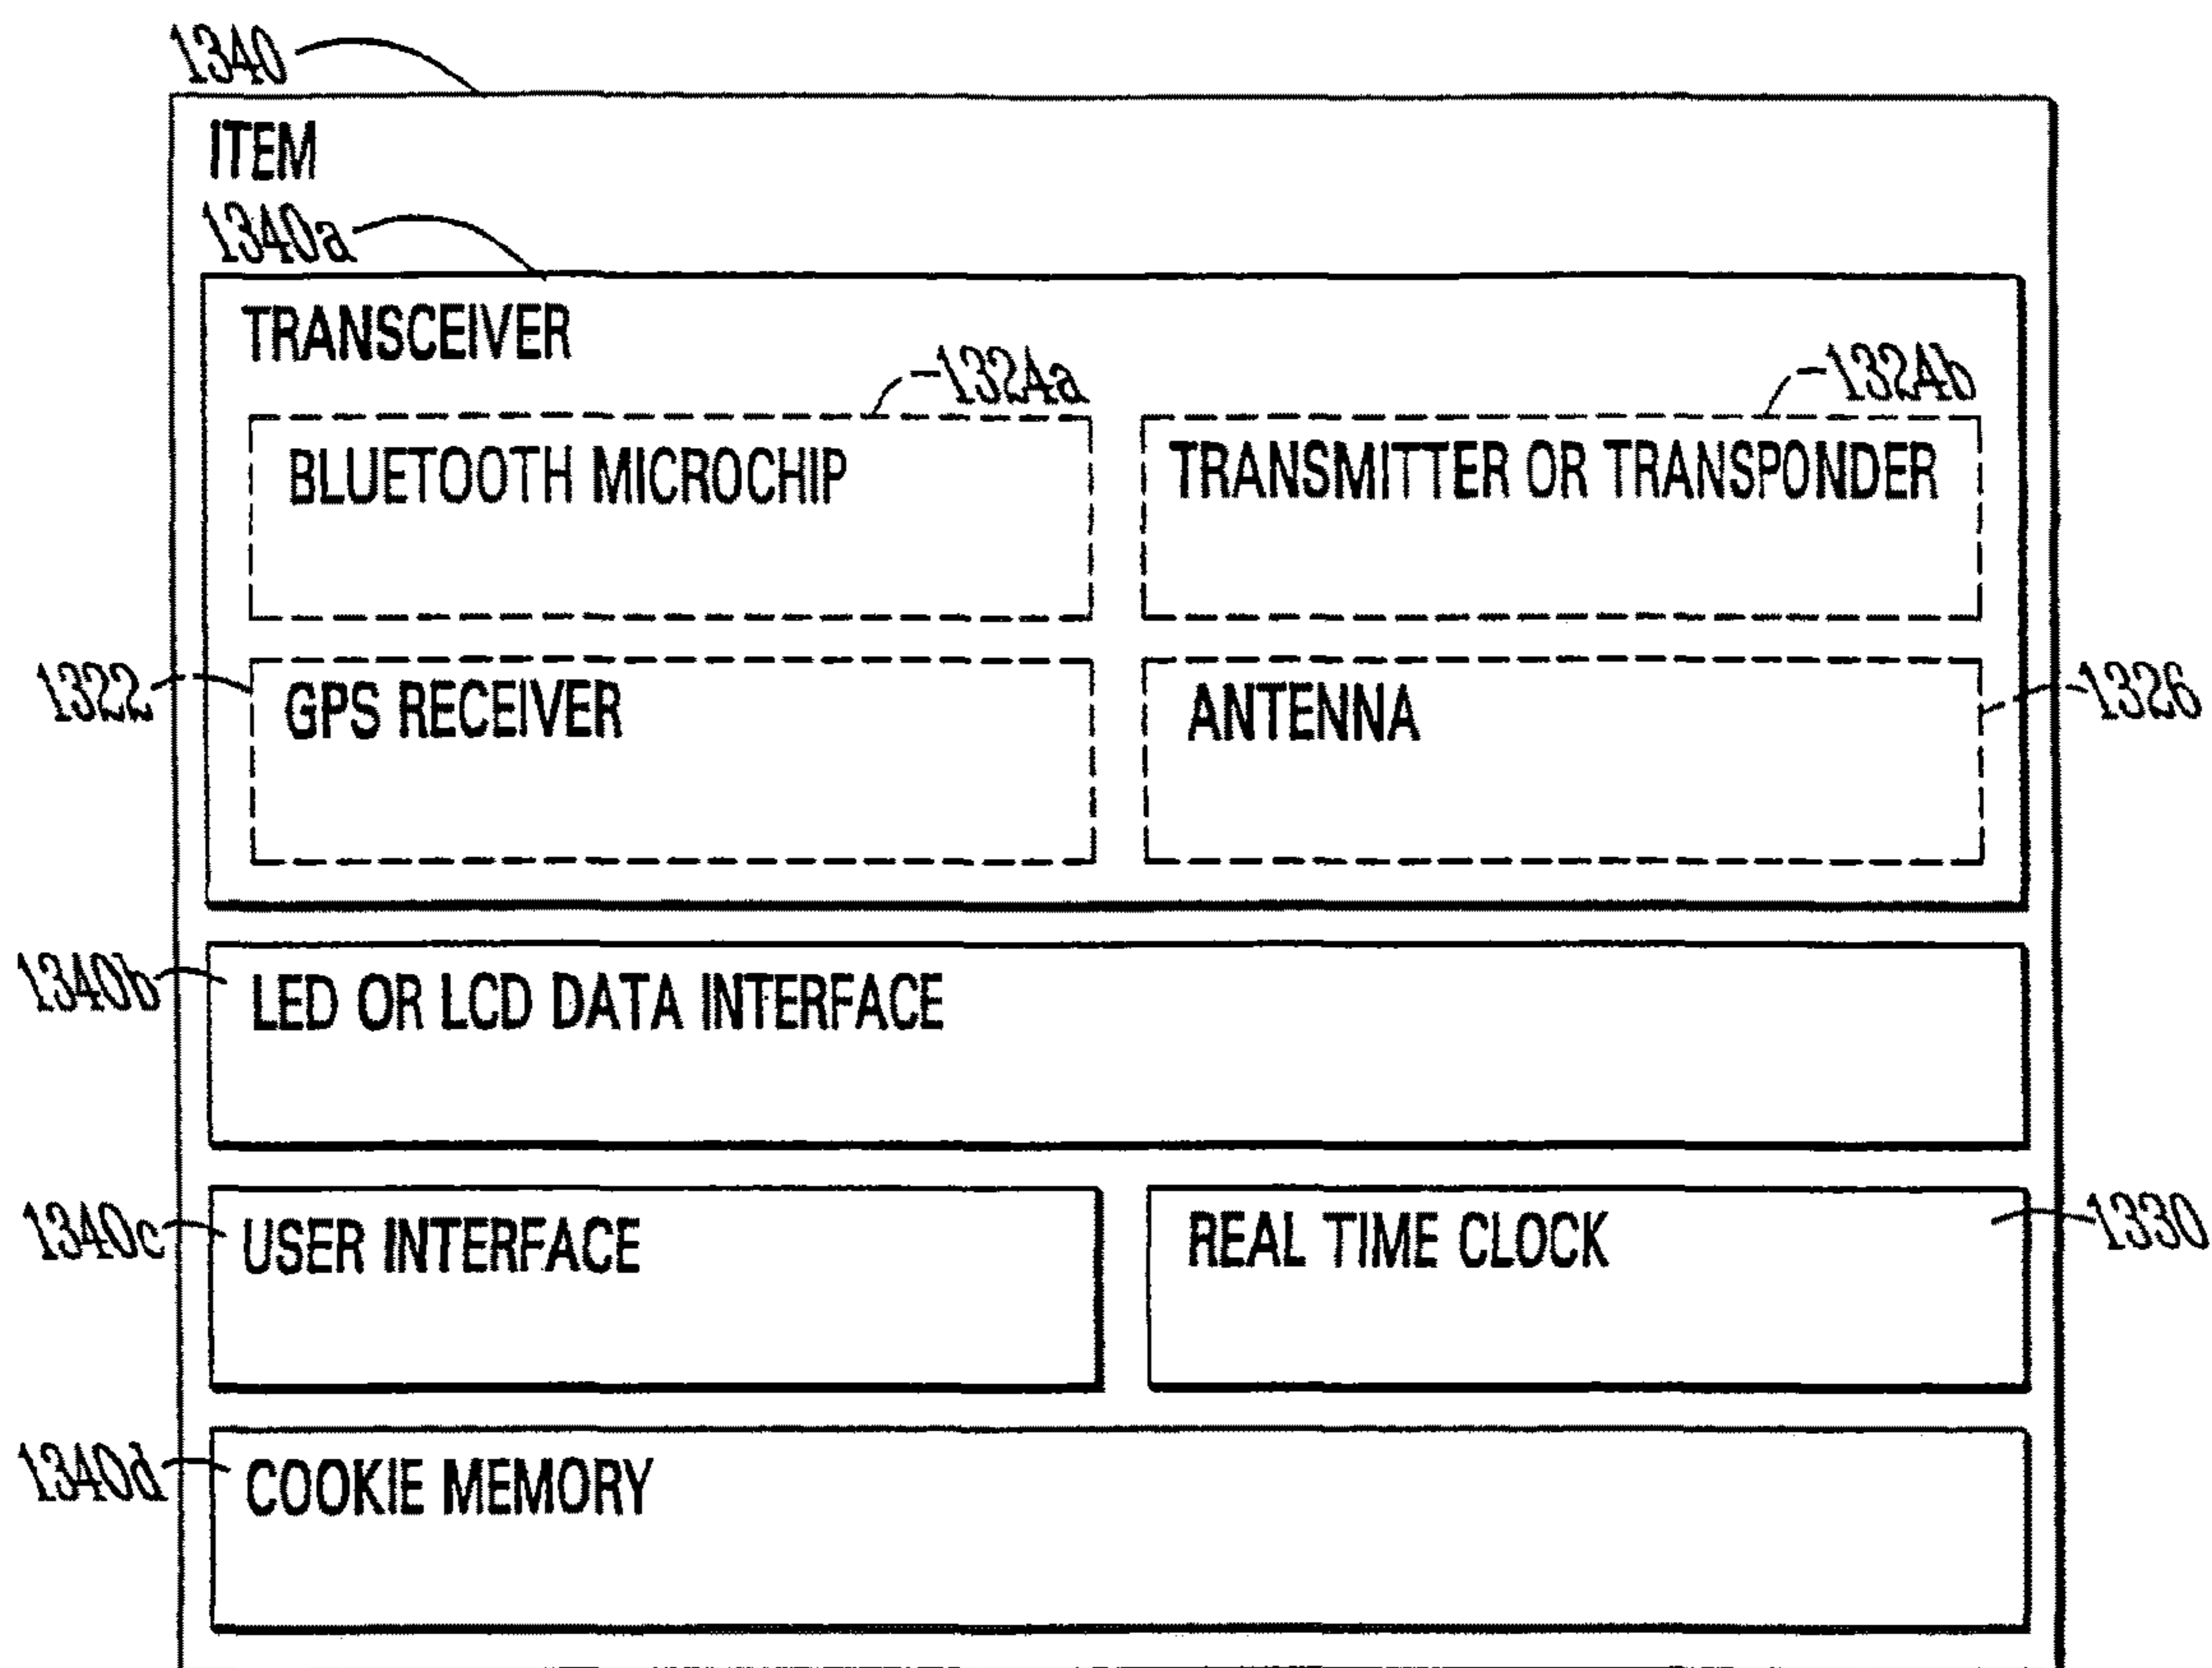 1340
ITEM
1340a
TRANSCEIVER
1324a
1324b
BLUETOOTH MICROCHIP
TRANSMITTER OR TRANSPONDER
1322
GPS RECEIVER
ANTENNA
1326
1340b
LED OR LCD DATA INTERFACE
1340c
USER INTERFACE
REAL TIME CLOCK
1330
1340d
COOKIE MEMORY